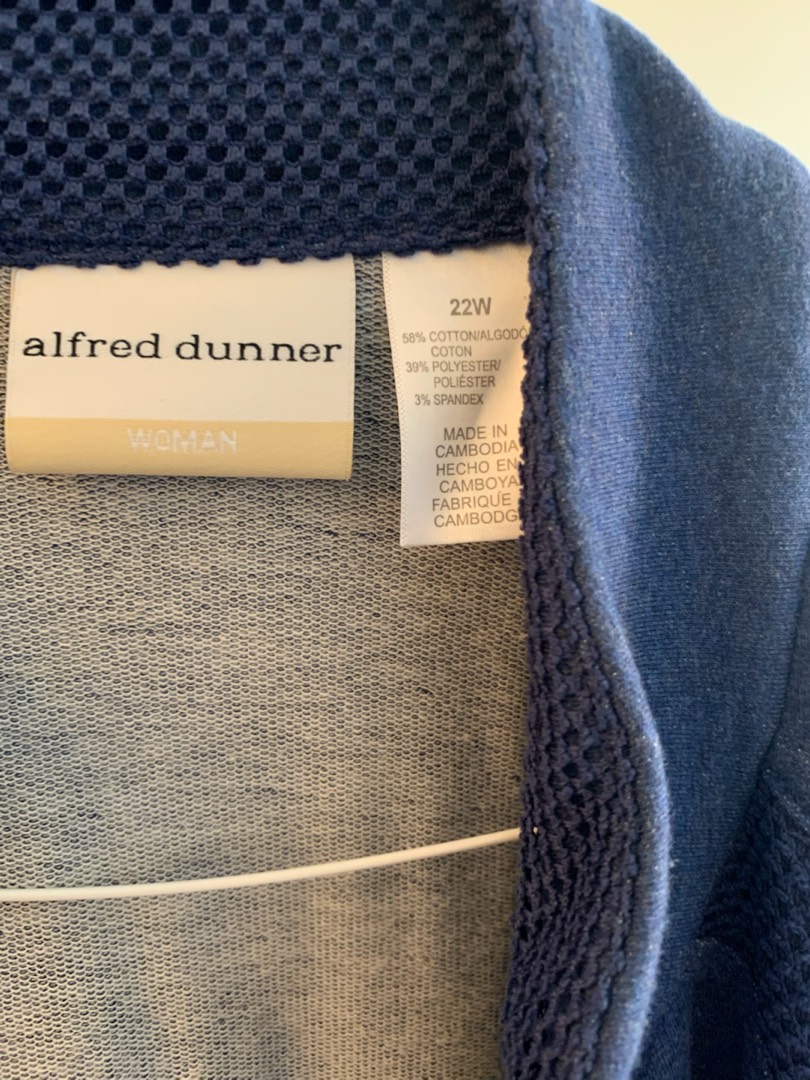 alfred dunner
WOMAN
22W
58% COTTON/ALGODÓ
COTON
39% POLYESTER/
POLIÉSTER
3% SPANDEX
MADE IN
CAMBODIA
HECHO EN
CAMBOYA
FABRIQUÉ
CAMBODG